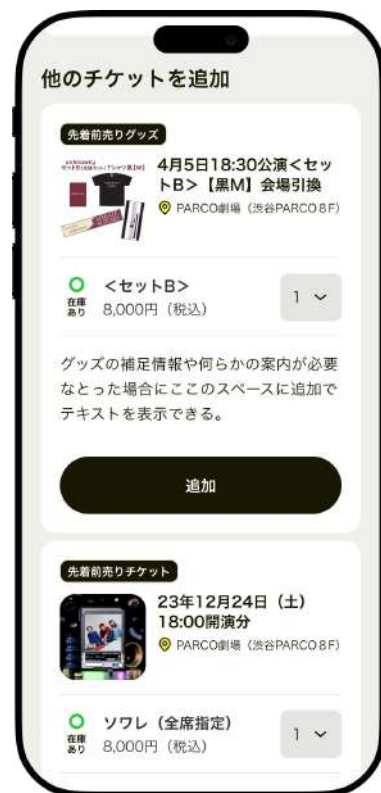 他のチケットを追加
先着前売りグッズ
4月5日18:30公演<セッ
トB>【黒M】会場引換
PARCO劇場(渋谷PARCO8F)
在庫
あり
<セットB>
8,000円(税込)
1
グッズの補足情報や何らかの案内が必要
なとった場合にここのスペースに追加で
テキストを表示できる。
追加
先着前売りチケット
23年12月24日(土)
18:00開演分
PARCO劇場(渋谷PARCO8F)
在庫
あり
ソワレ(全席指定)
8,000円(税込)
1